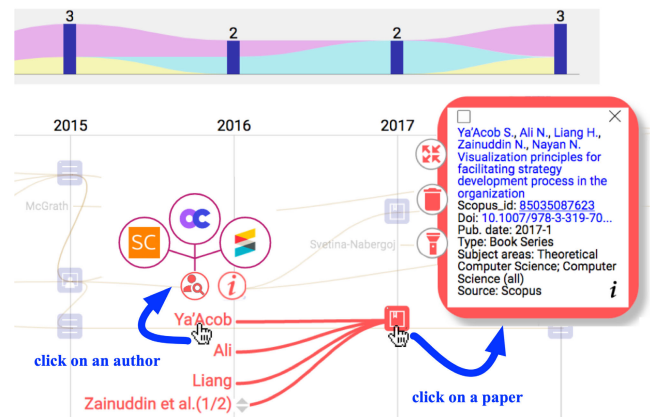 3
2
2
3
2015
2016
2017
Ya'Acob S., Ali N., Liang H.,
Zainuddin N., Nayan N.
Visualization principles for
facilitating strategy
development process in the
organization
Scopus_id: 85035087623
Doi: 10.1007/978-3-319-70...
Pub. date: 2017-1
Type: Book Series
Subject areas: Theoretical
Computer Science; Computer
Science (all)
Source: Scopus
i
McGrath
SC
CC
Svetina-Nabergoj
i
Ya'Acob
Ali
Liang
Zainuddin et al.(1/2)
click on an author
click on a paper